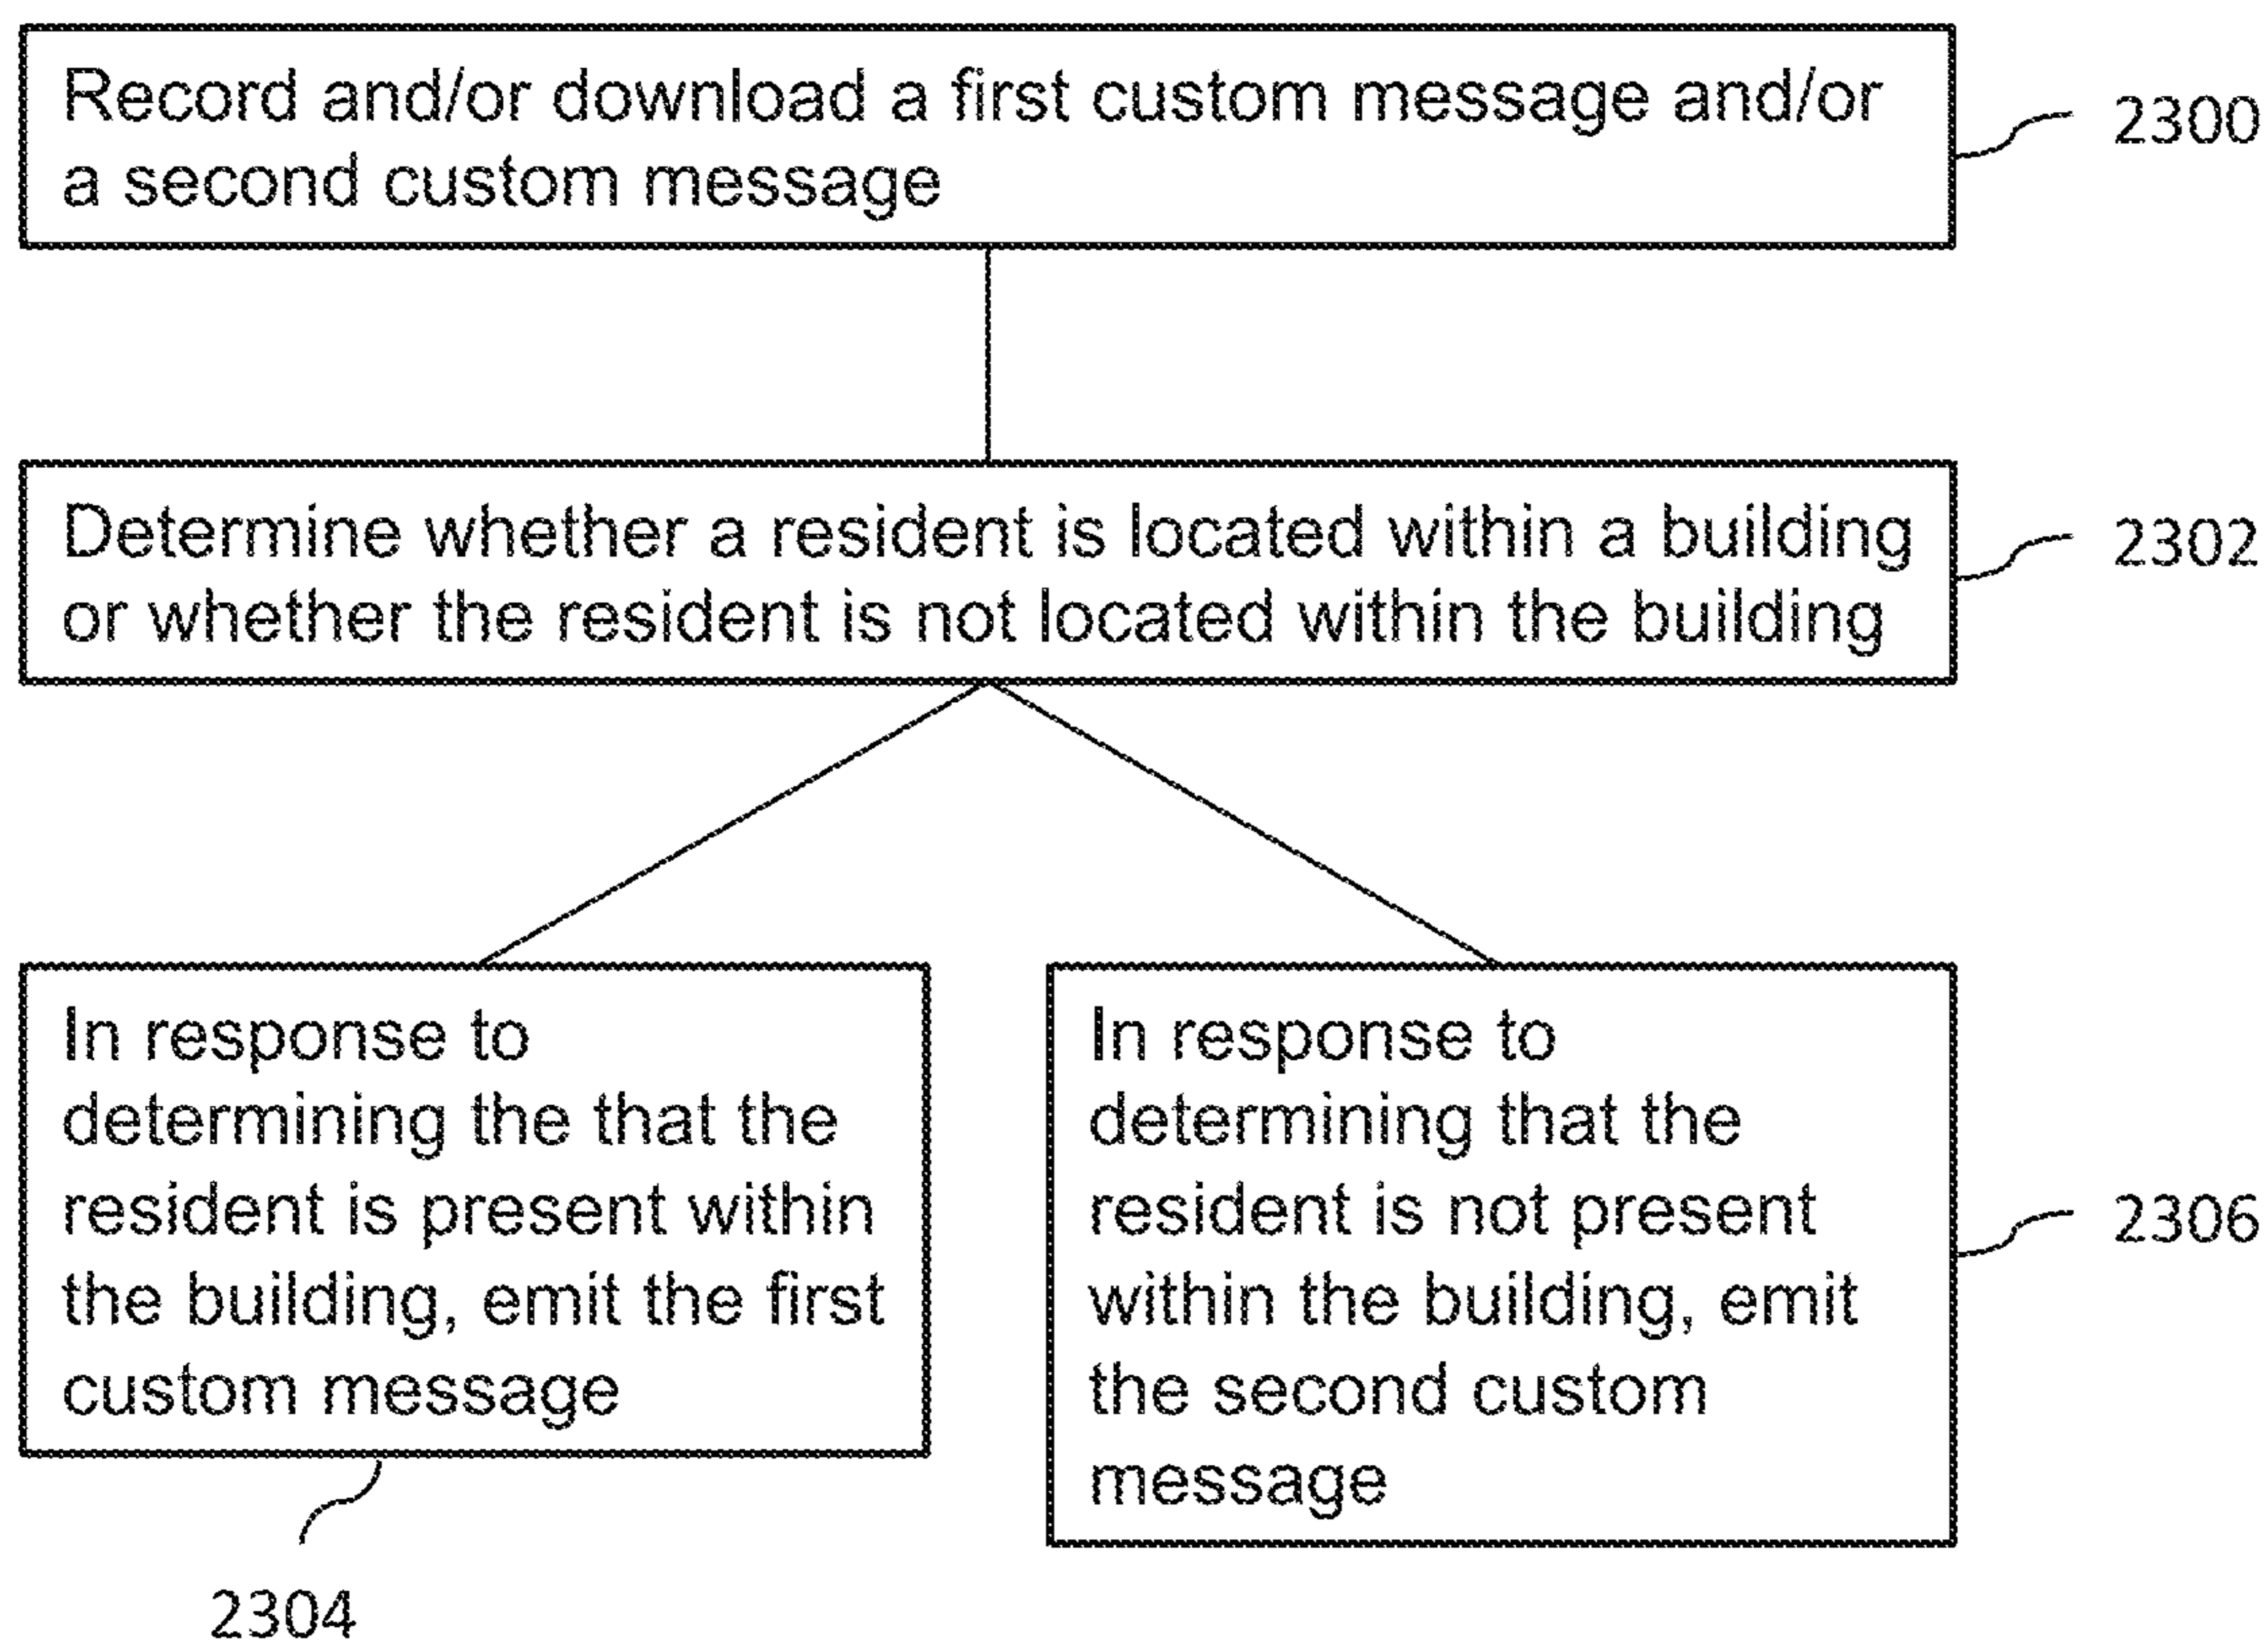 Record and/or download a first custom message and/or
a second custom message
2300
Determine whether a resident is located within a building
or whether the resident is not located within the building
2302
In response to
determining the that the
resident is present within
the building, emit the first
custom message
2304
In response to
determining that the
resident is not present
within the building, emit
the second custom
message
2306